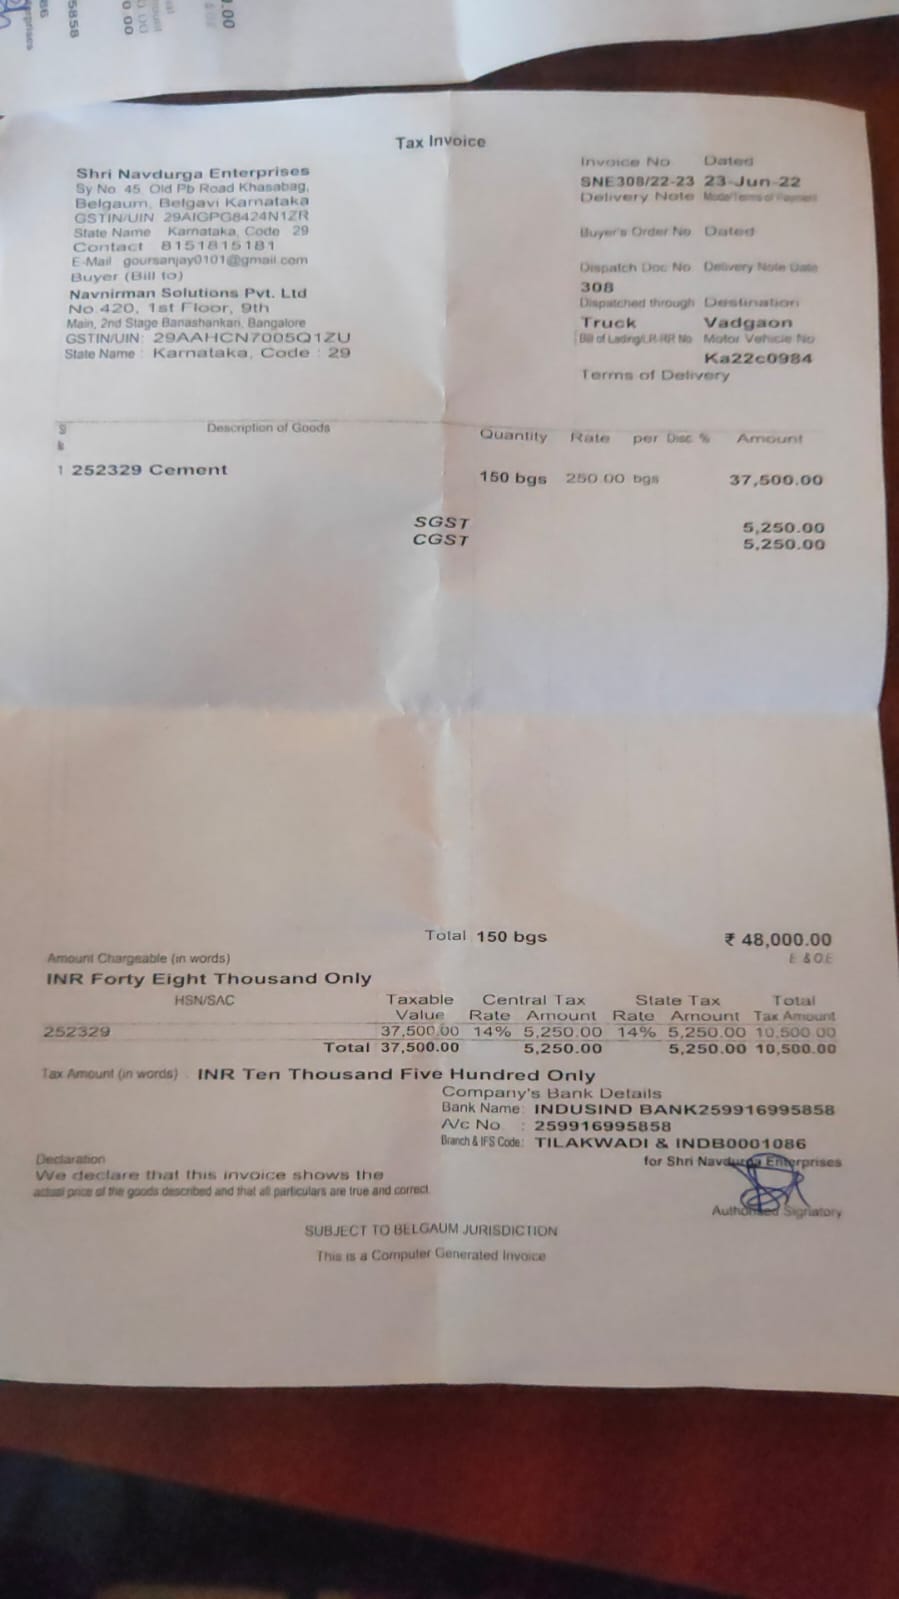 Tax Invoice
Shri Navdurga Enterprises
Sy No 45 Old Pb Road Khasabag,
Belgaum, Belgavi Karnataka
GSTIN/UIN 29AIGPG8424N1ZR
State Name Karnataka, Code 29
Contact 8151815181
E-Mail goursanjay0101@gmail.com
Buyer (Bill to)
Navnirman Solutions Pvt. Ltd
No.420, 1st Floor, 9th
Main, 2nd Stage Banashankari, Bangalore
GSTIN/UIN: 29AAHCN7005Q1ZU
State Name : Karnataka, Code : 29
Invoice No Dated
SNE308/22-23 23-Jun-22
Delivery Note Mode/Terms of Payment
Buyer's Order No Dated
Dispatch Doc No Delivery Note Date
308
Dispatched through Destination
Truck Vadgaon
Bill of Lading/LR-RR No Motor Vehicle No
Ka22c0984
Terms of Delivery
Sl Description of Goods Quantity Rate per Disc % Amount
1 252329 Cement 150 bgs 250.00 bgs 37,500.00
SGST 5,250.00
CGST 5,250.00
Total 150 bgs ₹ 48,000.00
Amount Chargeable (in words) E & O.E
INR Forty Eight Thousand Only
HSN/SAC Taxable Central Tax State Tax Total
Value Rate Amount Rate Amount Tax Amount
252329 37,500.00 14% 5,250.00 14% 5,250.00 10,500.00
Total 37,500.00 5,250.00 5,250.00 10,500.00
Tax Amount (in words) INR Ten Thousand Five Hundred Only
Company's Bank Details
Bank Name: INDUSIND BANK259916995858
A/c No : 259916995858
Branch & IFS Code: TILAKWADI & INDB0001086
for Shri Navdurga Enterprises
Declaration
We declare that this invoice shows the
actual price of the goods described and that all particulars are true and correct
Authorised Signatory
SUBJECT TO BELGAUM JURISDICTION
This is a Computer Generated Invoice